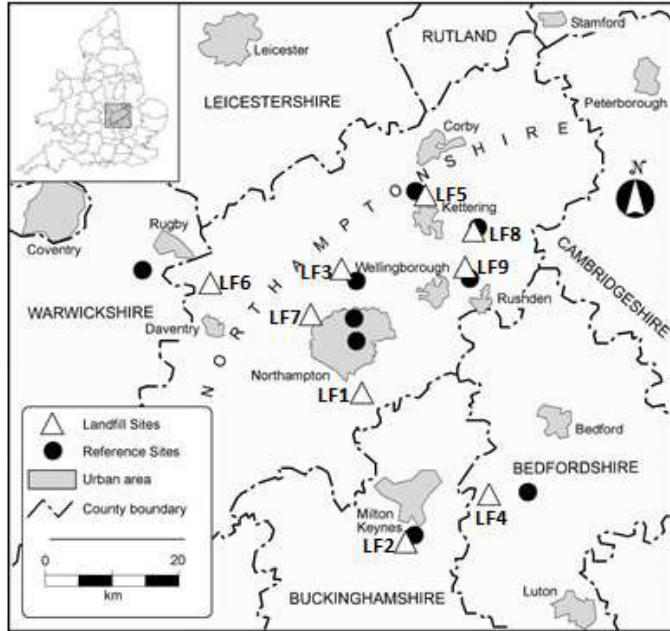 Stamford
RUTLAND
Leicester
Peterborough
LEICESTERSHIRE
Corby
NORTHAMPTONSHIRE
N
LF5
Kettering
Rugby
Coventry
LF8
LF3
Wellingborough
LF9
CAMBRIDGESHIRE
LF6
Rushden
WARWICKSHIRE
LF7
Daventry
Northampton
LF1
Landfill Sites
Reference Sites
Urban area
County boundary
0 20
km
Bedford
BEDFORDSHIRE
Milton
Keynes
LF4
LF2
Luton
BUCKINGHAMSHIRE